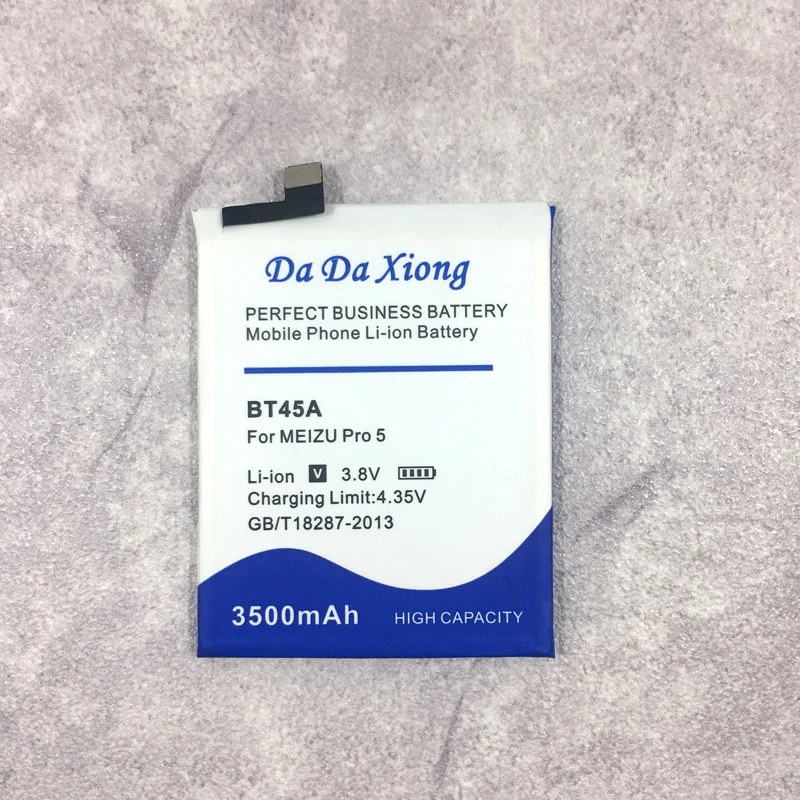 Da Da Xiong
PERFECT BUSINESS BATTERY
Mobile Phone Li-ion Battery
BT45A
For MEIZU Pro 5
Li-ion V 3.8V
Charging Limit:4.35V
GB/T18287-2013
3500mAh HIGH CAPACITY